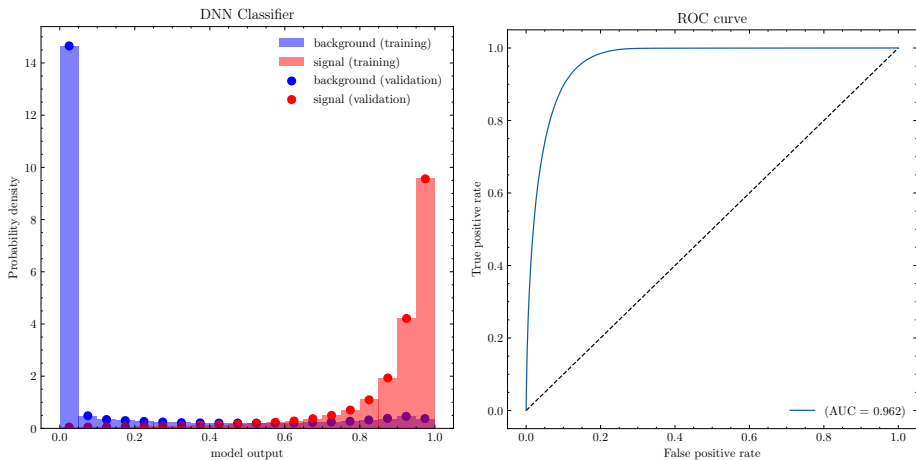 DNN Classifier
background (training)
signal (training)
background (validation)
signal (validation)
Probability density
14
12
10
8
6
4
2
0
0.0 0.2 0.4 0.6 0.8 1.0
model output
ROC curve
True positive rate
1.0
0.8
0.6
0.4
0.2
0.0
(AUC = 0.962)
0.0 0.2 0.4 0.6 0.8 1.0
False positive rate